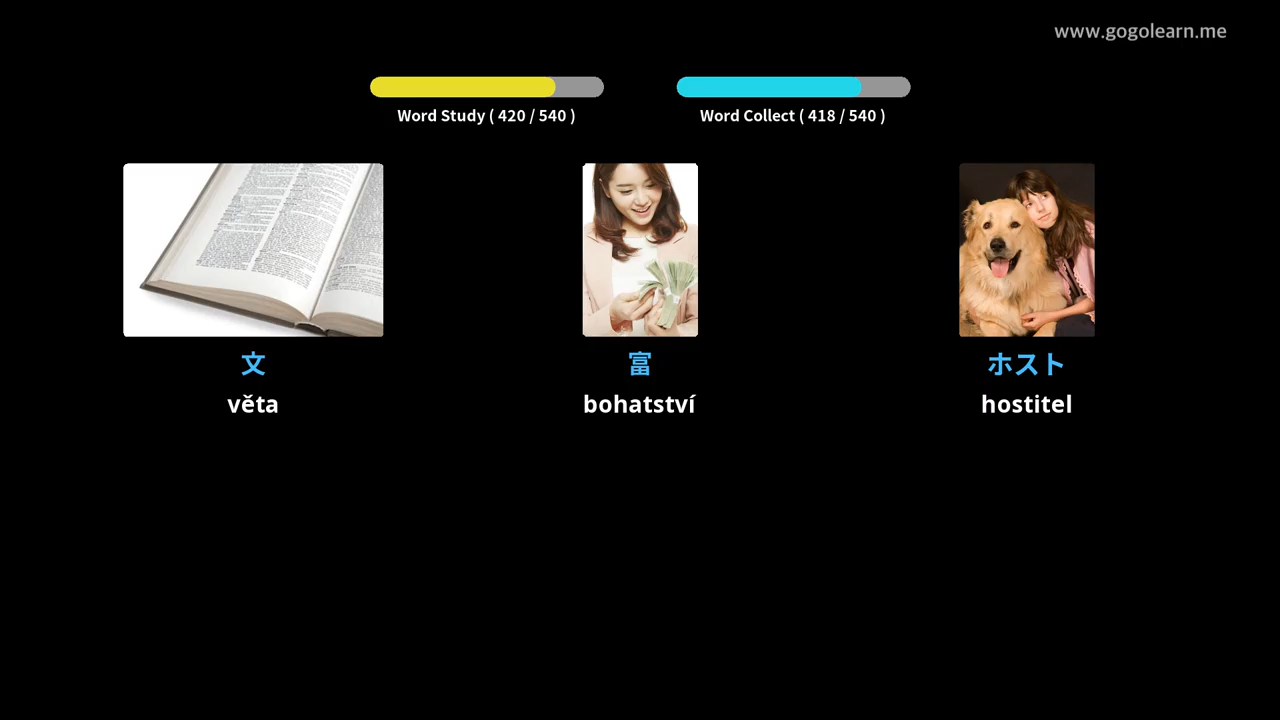 www.gogolearn.me
Word Study ( 420 / 540 )
Word Collect ( 418 / 540 )
文
věta
富
bohatství
ホスト
hostitel